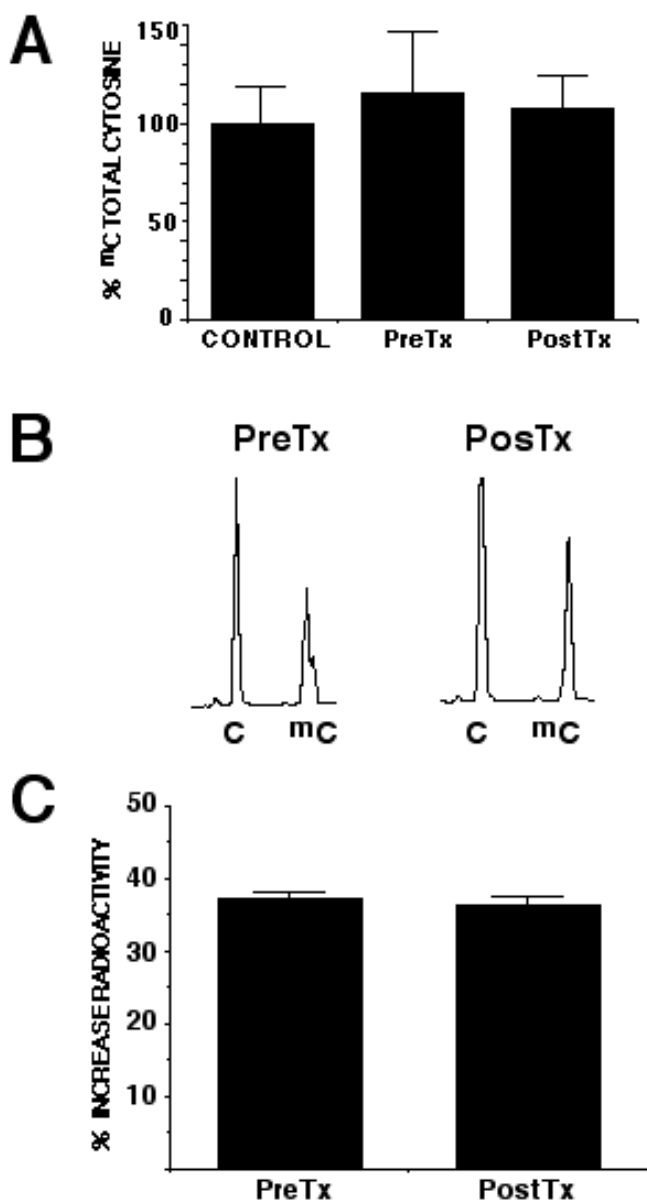 A
% mC TOTAL CYTOSINE
150
100
50
0
CONTROL PreTx PostTx
B
PreTx PosTx
C mC C mC
C
% INCREASE RADIOACTIVITY
50
40
30
20
10
PreTx PostTx